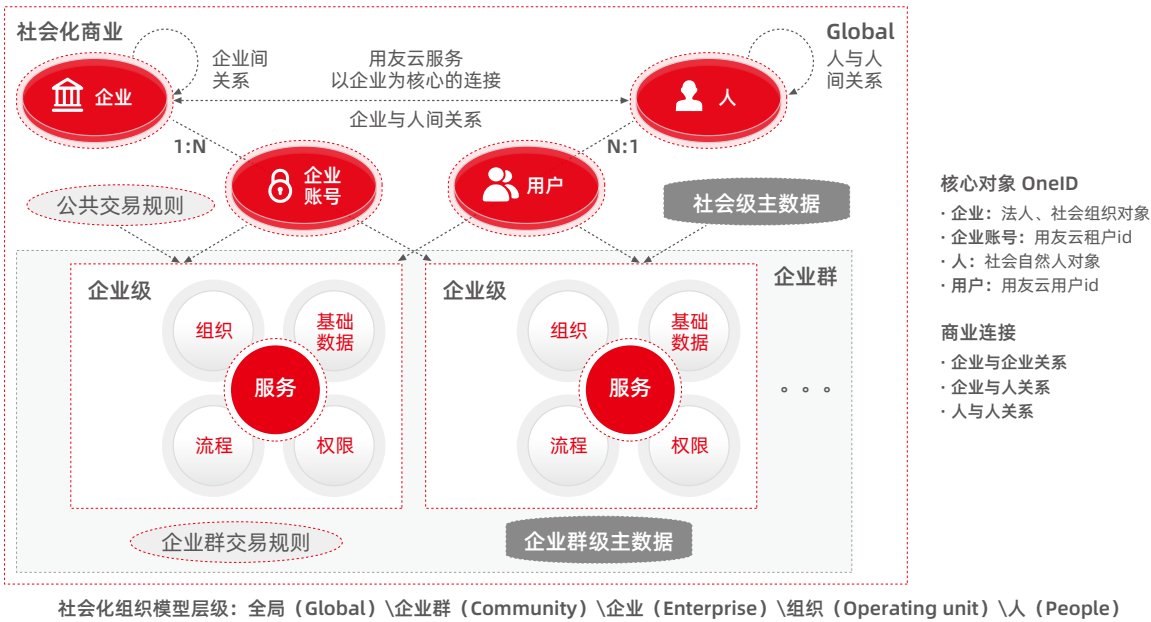 社会化商业
Global
企业间
关系
用友云服务
以企业为核心的连接
人与人
间关系
企业
人
企业与人间关系
1:N
N:1
企业
账号
用户
公共交易规则
社会级主数据
企业级
企业级
企业群
组织
基础
数据
服务
流程
权限
组织
基础
数据
服务
流程
权限
。。。
企业群交易规则
企业群级主数据
核心对象 OneID
· 企业：法人、社会组织对象
· 企业账号：用友云租户id
· 人：社会自然人对象
· 用户：用友云用户id
商业连接
· 企业与企业关系
· 企业与人关系
· 人与人关系
社会化组织模型层级：全局（Global）\企业群（Community）\企业（Enterprise）\组织（Operating unit）\人（People）